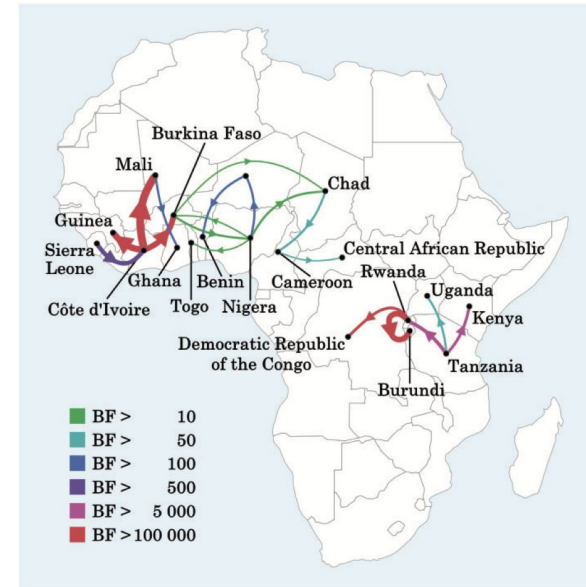 Burkina Faso
Mali
Chad
Guinea
Sierra
Leone
Central African Republic
Rwanda
Ghana
Benin
Cameroon
Uganda
Côte d'Ivoire
Togo
Nigera
Kenya
Democratic Republic
of the Congo
Tanzania
Burundi
BF > 10
BF > 50
BF > 100
BF > 500
BF > 5 000
BF > 100 000